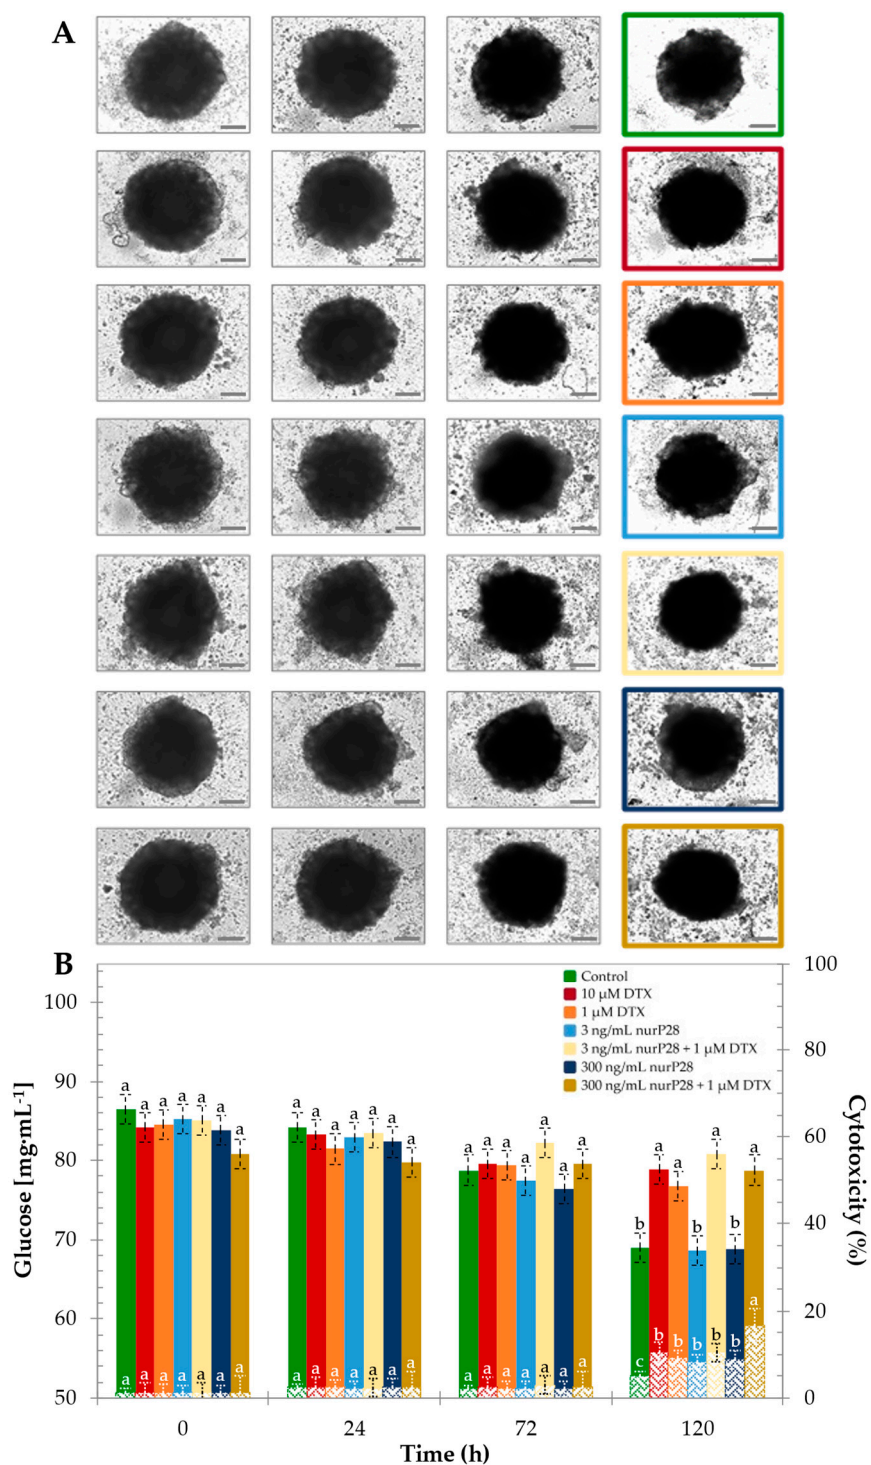 A
B
100
90
80
70
60
50
Glucose [mg·mL⁻¹]
100
80
60
40
20
0
Cytotoxicity (%)
Control
10 µM DTX
1 µM DTX
3 ng/mL nurP28
3 ng/mL nurP28 + 1 µM DTX
300 ng/mL nurP28
300 ng/mL nurP28 + 1 µM DTX
a a a a a a a
a a a a a a a
a a a a a a a
b a a b a b a
a a a a a a a
a a a a a a a
a a a a a a a
c b b b b b a
0 24 72 120
Time (h)